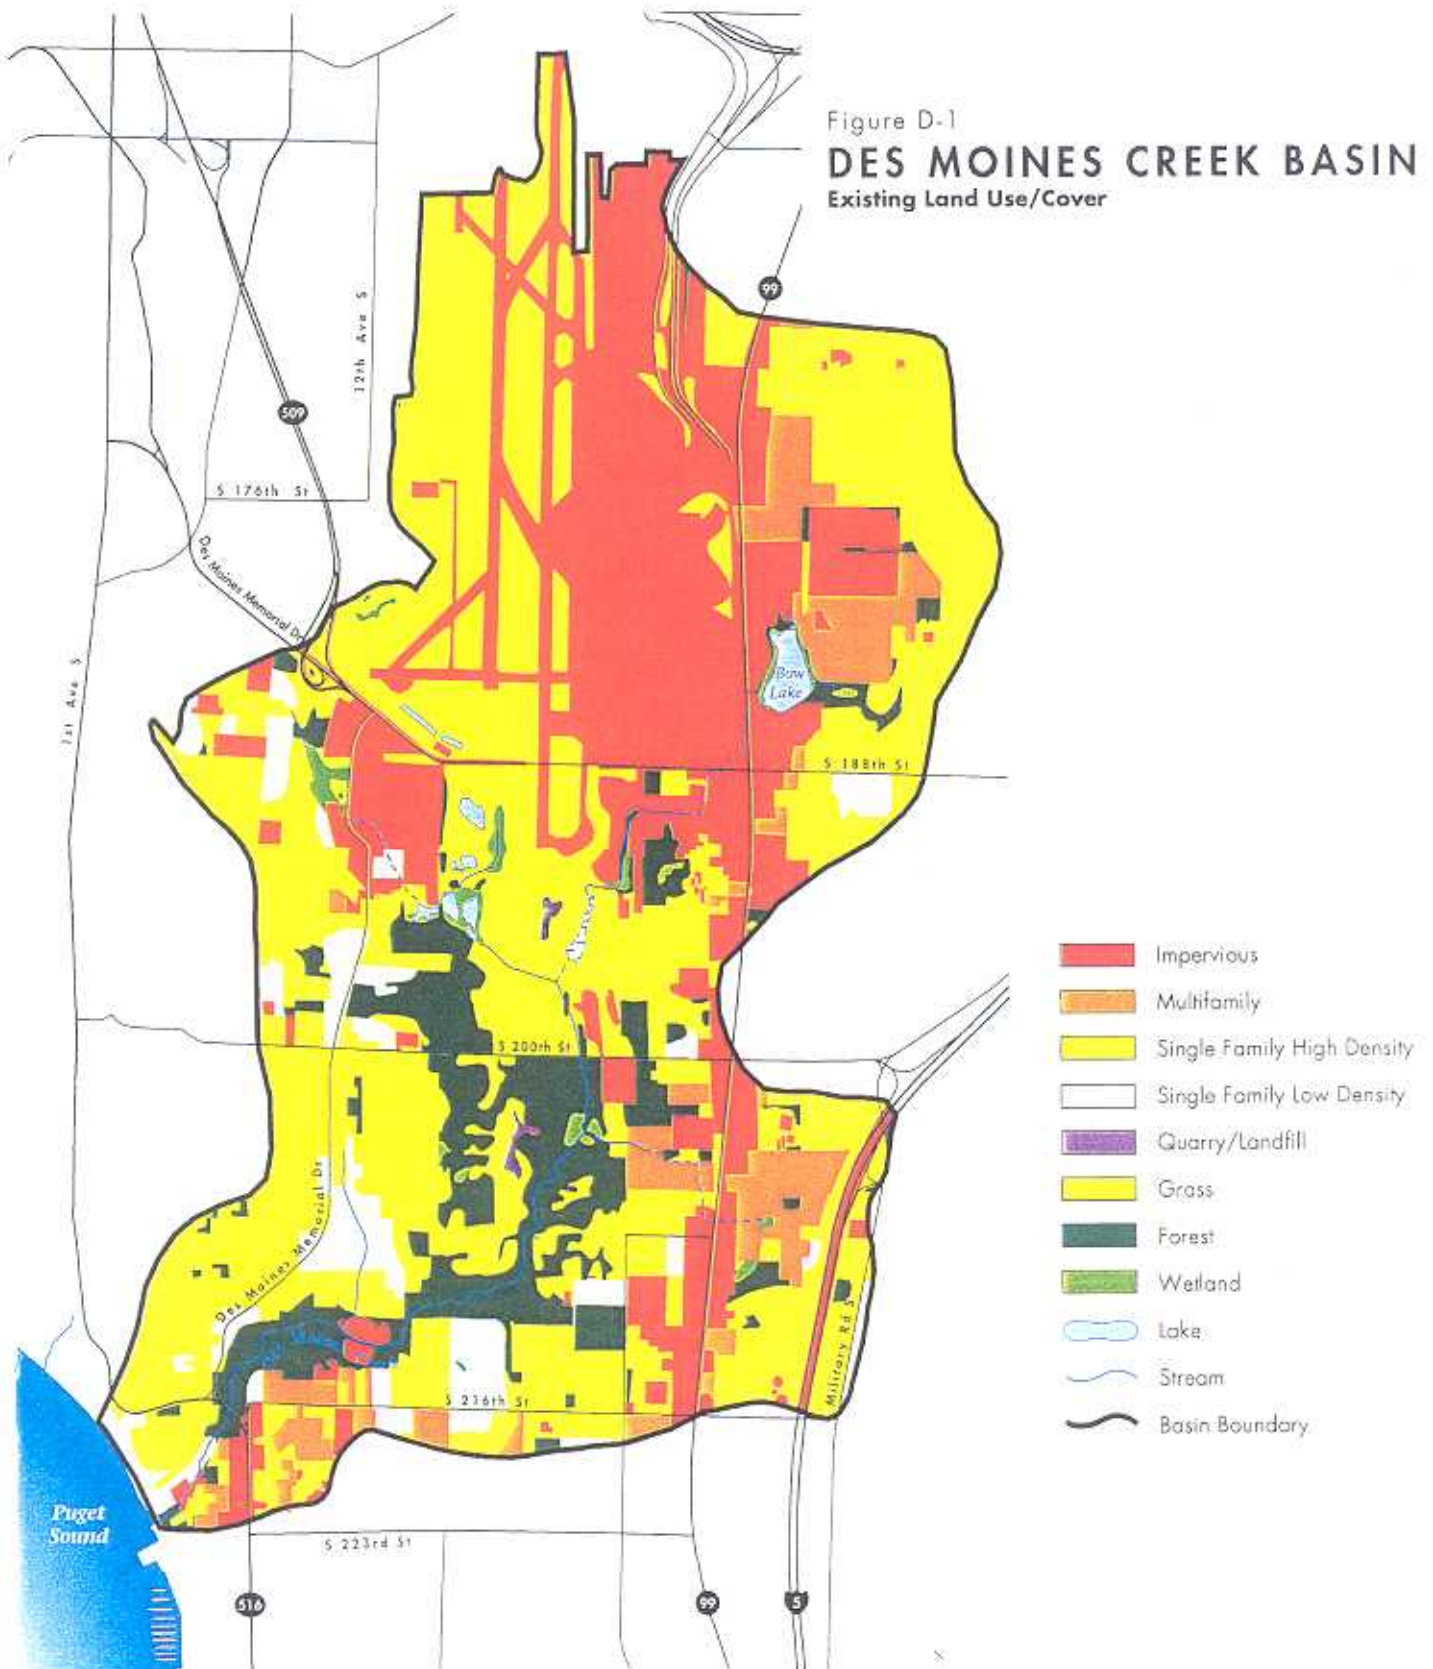 Figure D-1
DES MOINES CREEK BASIN
Existing Land Use/Cover
99
12th Ave S
509
S 176th St
Des Moines Memorial Dr
1st Ave S
Bow
Lake
S 188th St
S 200th St
Des Moines Memorial Dr
Military Rd S
S 216th St
Puget
Sound
S 223rd St
516
99
5
Impervious
Multifamily
Single Family High Density
Single Family Low Density
Quarry/Landfill
Grass
Forest
Wetland
Lake
Stream
Basin Boundary